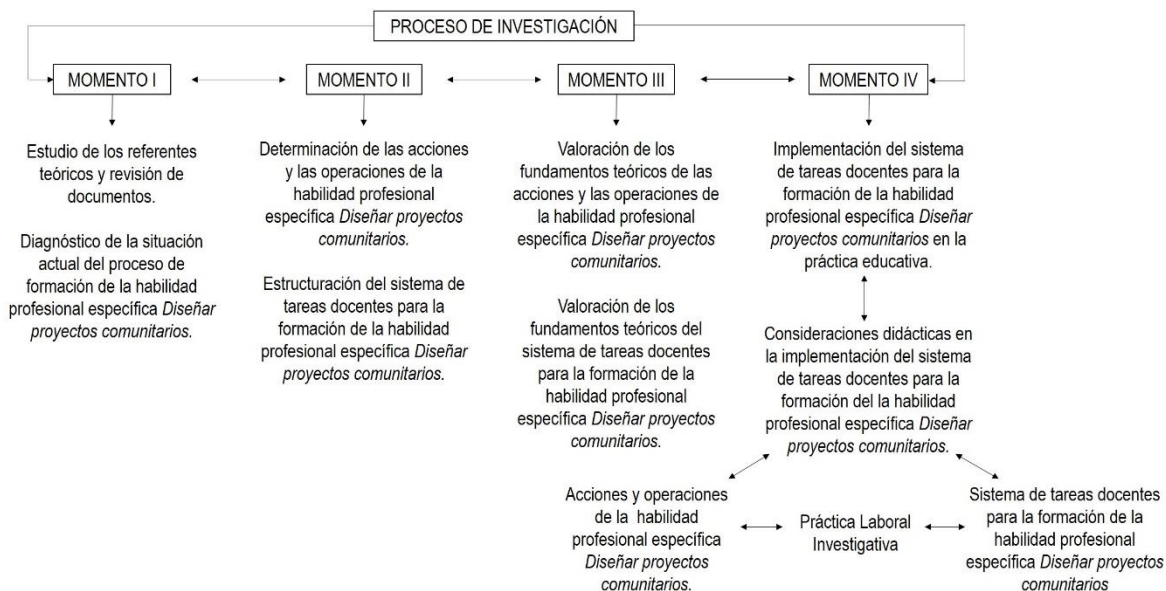 PROCESO DE INVESTIGACIÓN
MOMENTO I
MOMENTO II
MOMENTO III
MOMENTO IV
Estudio de los referentes
teóricos y revisión de
documentos.
Diagnóstico de la situación
actual del proceso de
formación de la habilidad
profesional específica Diseñar
proyectos comunitarios.
Determinación de las acciones
y las operaciones de la
habilidad profesional
específica Diseñar proyectos
comunitarios.
Estructuración del sistema de
tareas docentes para la
formación de la habilidad
profesional específica Diseñar
proyectos comunitarios.
Valoración de los
fundamentos teóricos de las
acciones y las operaciones de
la habilidad profesional
específica Diseñar proyectos
comunitarios.
Valoración de los
fundamentos teóricos del
sistema de tareas docentes
para la formación de la
habilidad profesional
específica Diseñar proyectos
comunitarios.
Implementación del sistema
de tareas docentes para la
formación de la habilidad
profesional específica Diseñar
proyectos comunitarios en la
práctica educativa.
Consideraciones didácticas en
la implementación del sistema
de tareas docentes para la
formación del la habilidad
profesional específica Diseñar
proyectos comunitarios.
Acciones y operaciones
de la habilidad
profesional específica
Diseñar proyectos
comunitarios.
Práctica Laboral
Investigativa
Sistema de tareas docentes
para la formación de la
habilidad profesional
específica Diseñar proyectos
comunitarios